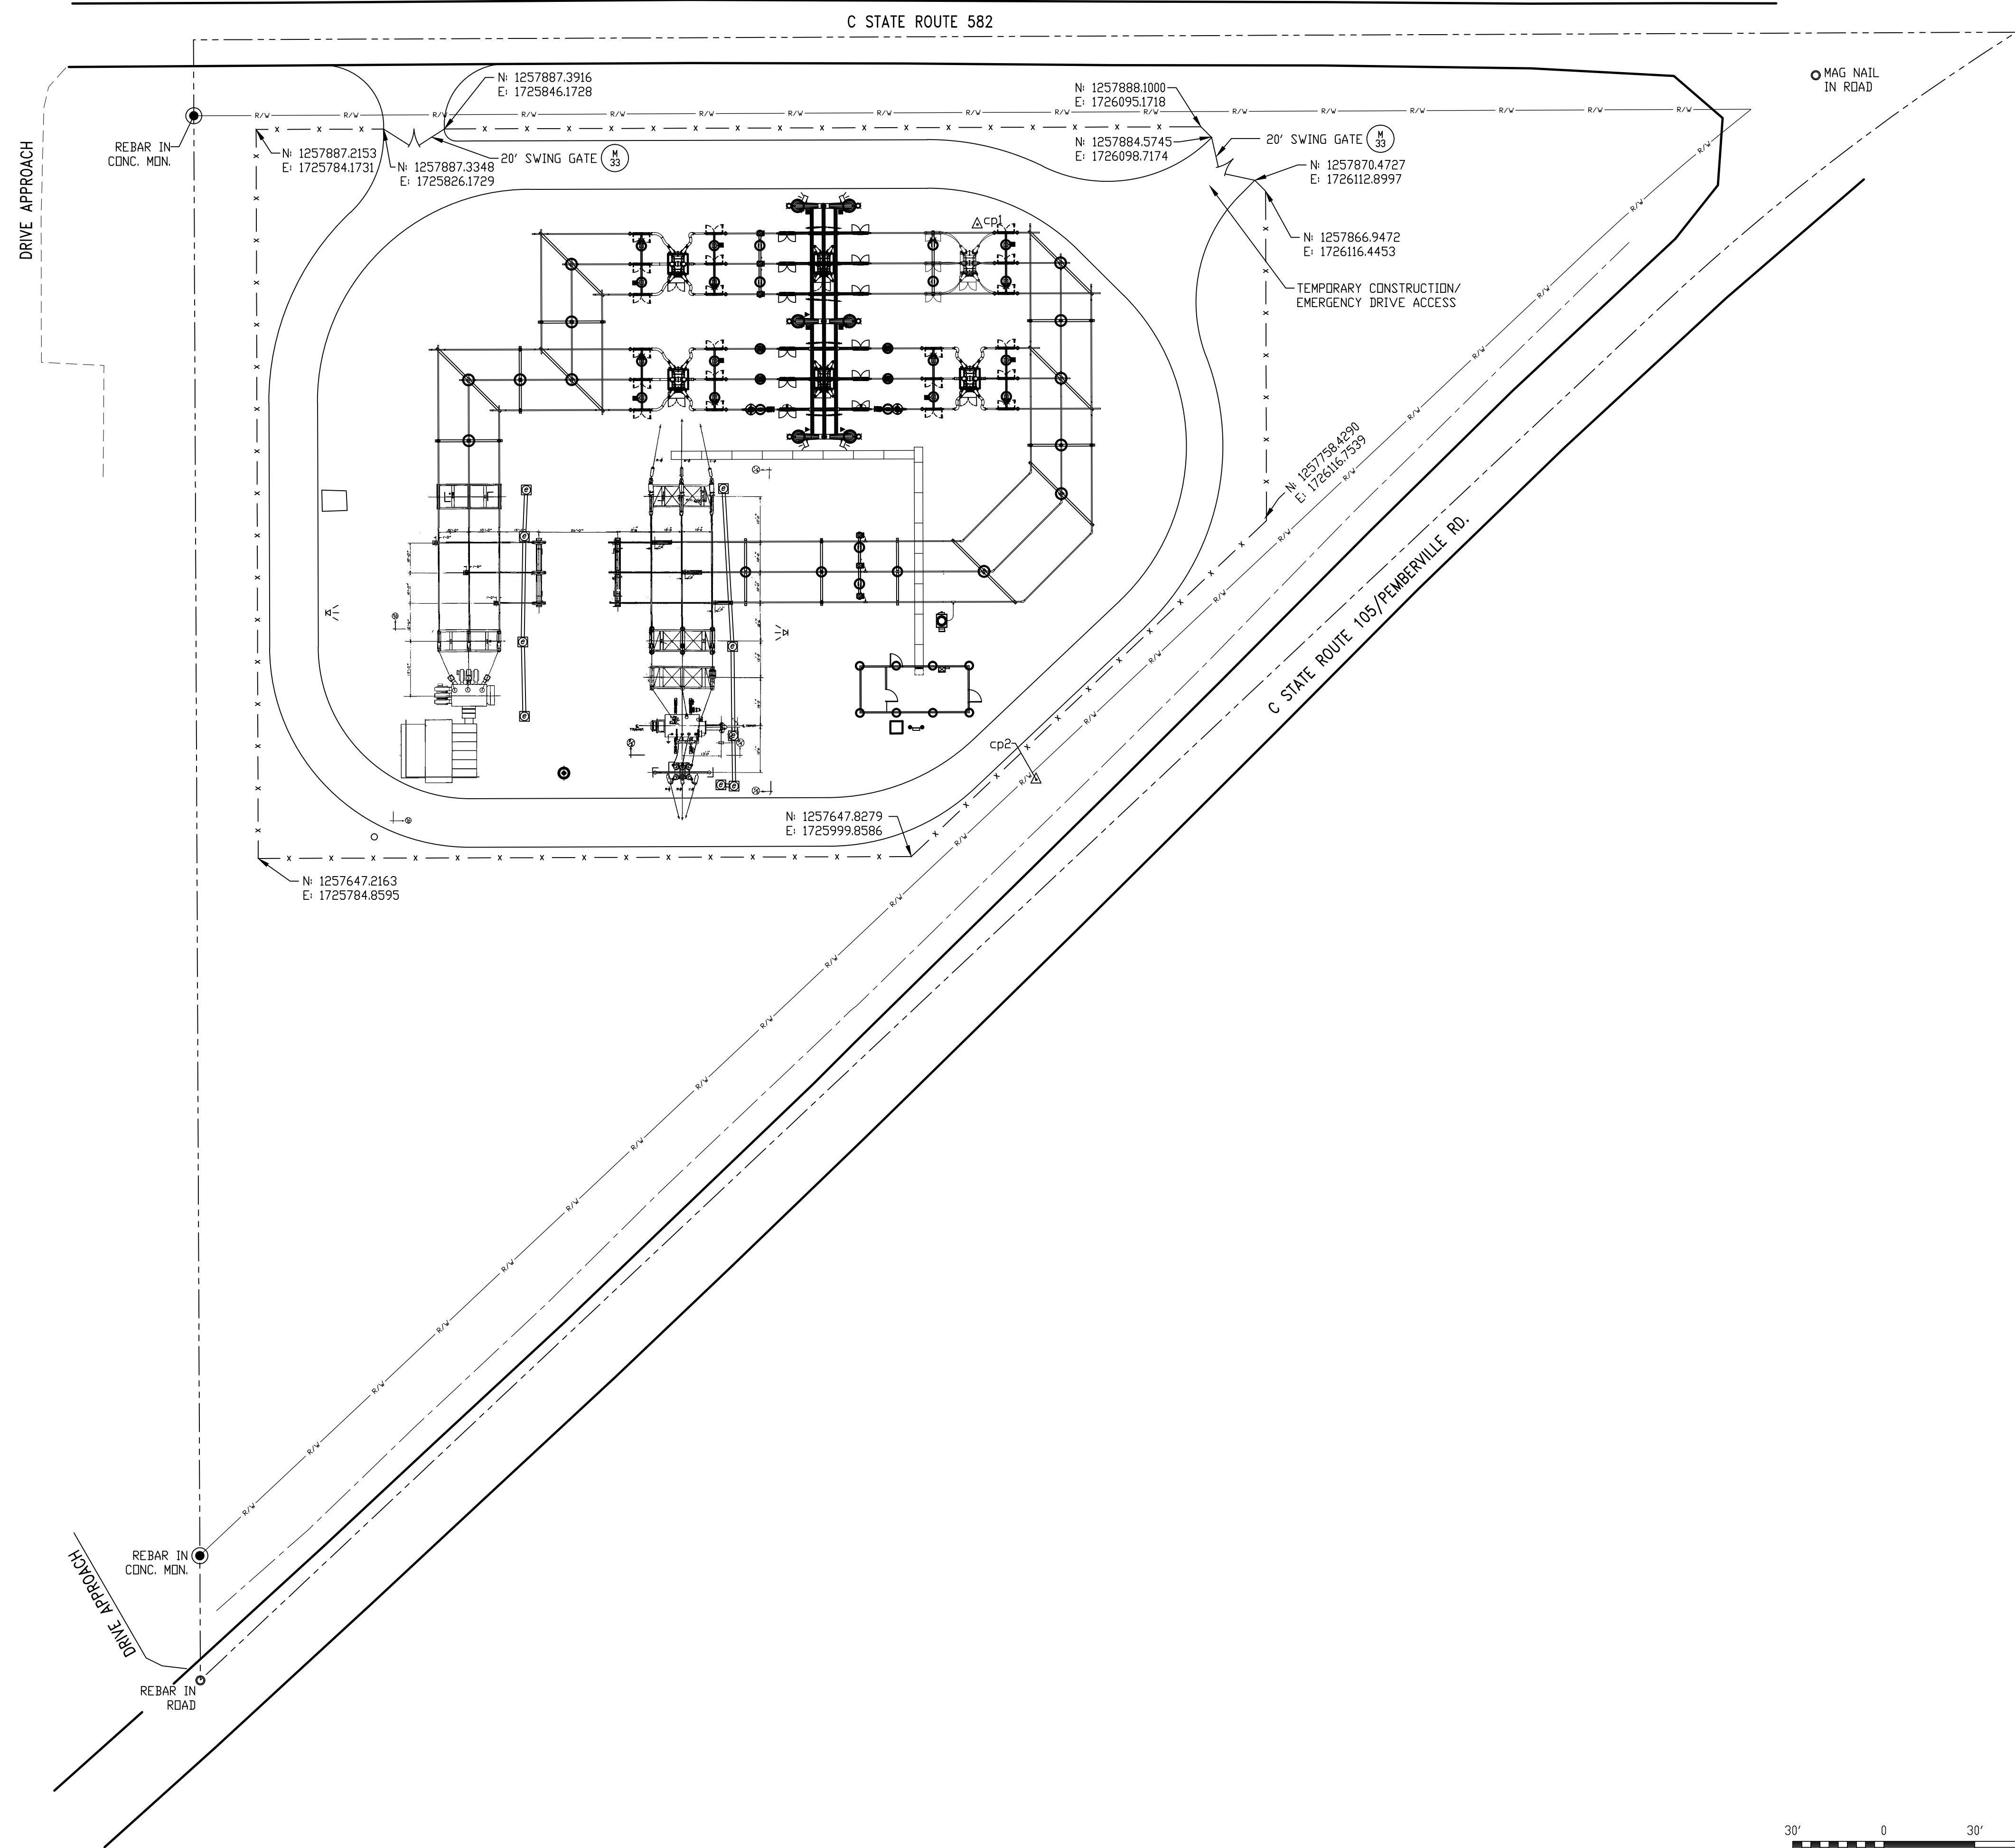 C STATE ROUTE 582
MAG NAIL
IN ROAD
N: 1257887.3916
E: 1725846.1728
N: 1257888.1000
E: 1726095.1718
R/W R/W R/W R/W R/W R/W R/W R/W R/W R/W R/W R/W R/W R/W R/W R/W R/W
DRIVE APPROACH
REBAR IN
CONC. MON.
N: 1257887.2153
E: 1725784.1731
N: 1257887.3348
E: 1725826.1729
20' SWING GATE
M
33
N: 1257884.5745
E: 1726098.7174
20' SWING GATE
M
33
N: 1257870.4727
E: 1726112.8997
cp1
N: 1257866.9472
E: 1726116.4453
TEMPORARY CONSTRUCTION/
EMERGENCY DRIVE ACCESS
N: 1257758.4290
E: 1726116.7539
C STATE ROUTE 105/PEMBERVILLE RD.
cp2
N: 1257647.8279
E: 1725999.8586
N: 1257647.2163
E: 1725784.8595
R/W R/W R/W R/W R/W R/W R/W R/W R/W R/W R/W R/W R/W R/W R/W R/W R/W R/W R/W R/W R/W R/W R/W
REBAR IN
CONC. MON.
DRIVE APPROACH
REBAR IN
ROAD
30' 0 30'